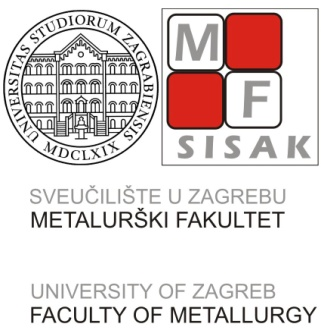 UNIVERSITAS STUDIORUM ZAGRABIENSIS
MDCLXIX
M
F
SISAK
SVEUČILIŠTE U ZAGREBU
METALURŠKI FAKULTET
UNIVERSITY OF ZAGREB
FACULTY OF METALLURGY